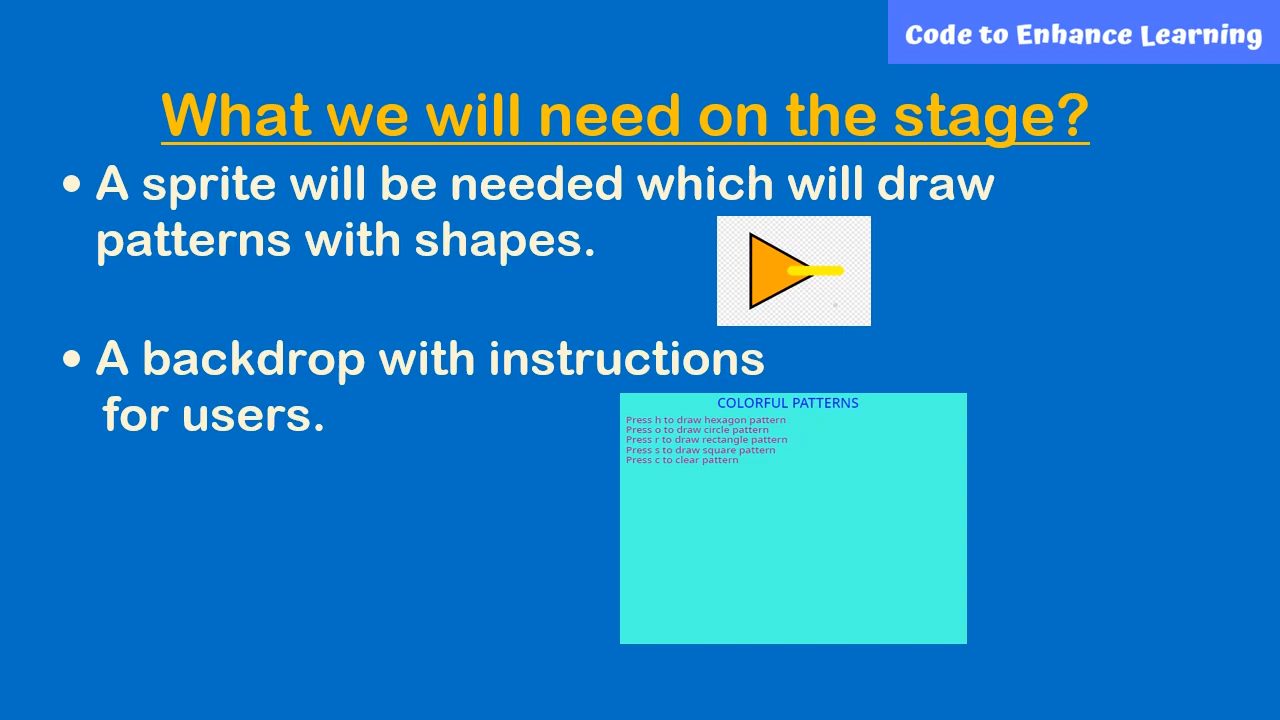 Code to Enhance Learning
What we will need on the stage?
• A sprite will be needed which will draw
patterns with shapes.
• A backdrop with instructions
for users.
COLORFUL PATTERNS
Press h to draw hexagon pattern
Press o to draw circle pattern
Press r to draw rectangle pattern
Press s to draw square pattern
Press c to clear pattern